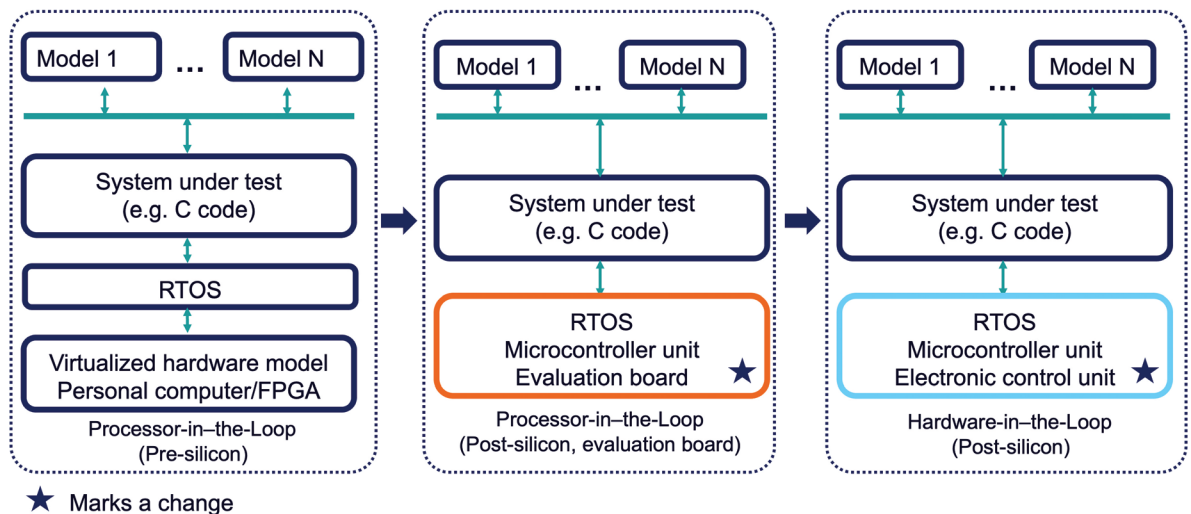 Model 1 ... Model N
System under test
(e.g. C code)
RTOS
Virtualized hardware model
Personal computer/FPGA
Processor-in–the-Loop
(Pre-silicon)
Model 1 ... Model N
System under test
(e.g. C code)
RTOS
Microcontroller unit
Evaluation board
Processor-in–the-Loop
(Post-silicon, evaluation board)
Model 1 ... Model N
System under test
(e.g. C code)
RTOS
Microcontroller unit
Electronic control unit
Hardware-in-the-Loop
(Post-silicon)
Marks a change